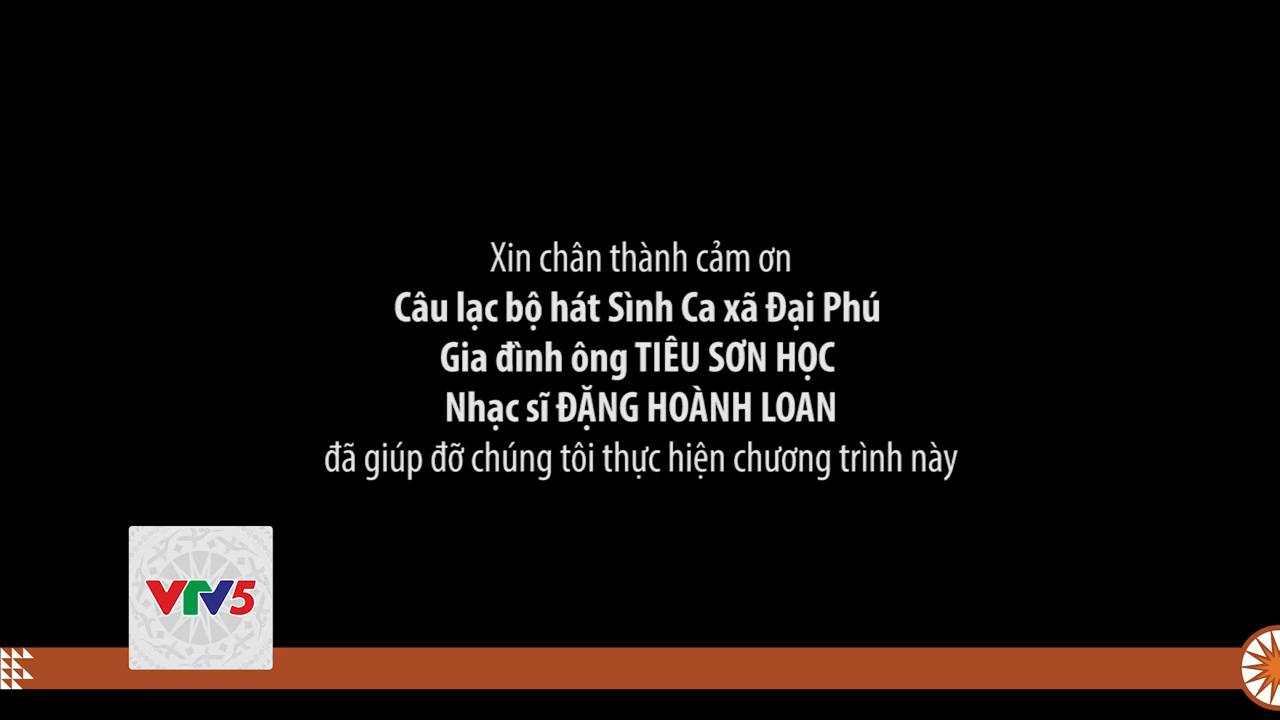 Xin chân thành cảm ơn
Câu lạc bộ hát Sình Ca xã Đại Phú
Gia đình ông TIÊU SƠN HỌC
Nhạc sĩ ĐẶNG HOÀNH LOAN
đã giúp đỡ chúng tôi thực hiện chương trình này
VTV5